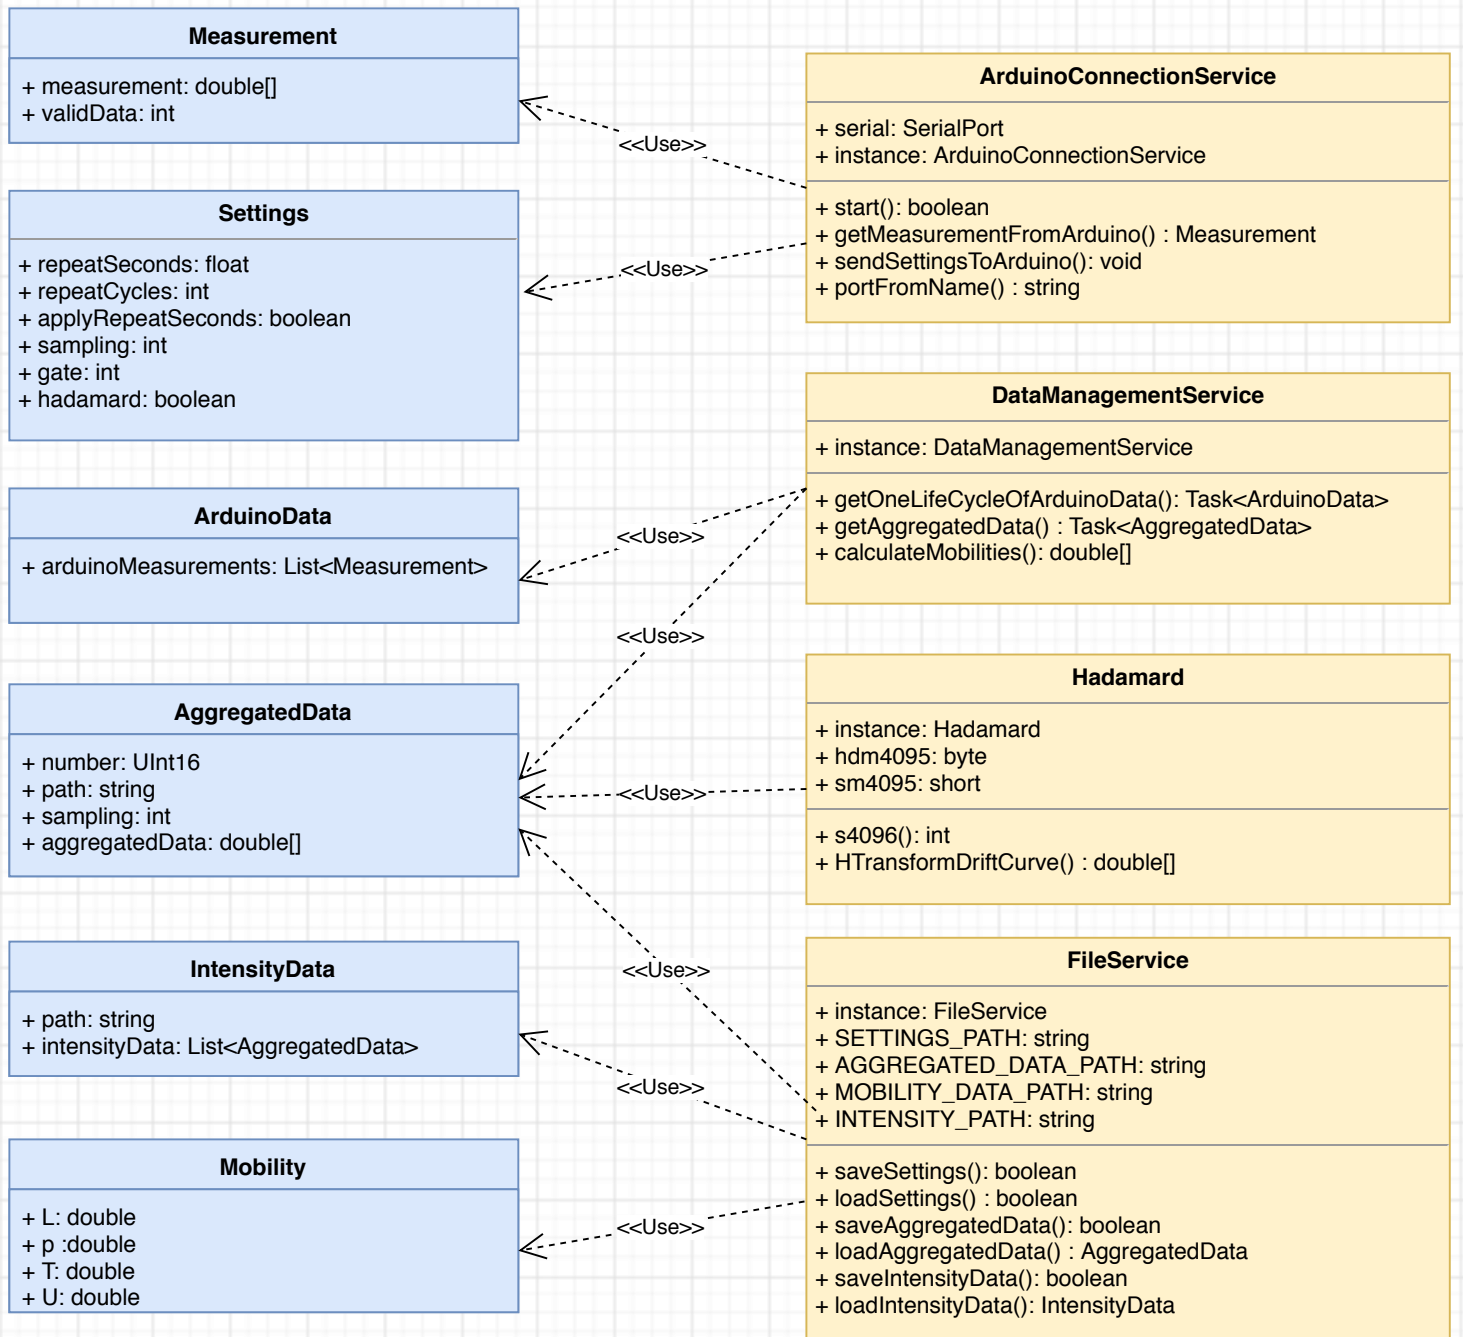 Measurement
+ measurement: double[]
+ validData: int
Settings
+ repeatSeconds: float
+ repeatCycles: int
+ applyRepeatSeconds: boolean
+ sampling: int
+ gate: int
+ hadamard: boolean
ArduinoData
+ arduinoMeasurements: List<Measurement>
AggregatedData
+ number: UInt16
+ path: string
+ sampling: int
+ aggregatedData: double[]
IntensityData
+ path: string
+ intensityData: List<AggregatedData>
Mobility
+ L: double
+ p :double
+ T: double
+ U: double
<<Use>>
<<Use>>
<<Use>>
<<Use>>
<<Use>>
<<Use>>
<<Use>>
<<Use>>
ArduinoConnectionService
+ serial: SerialPort
+ instance: ArduinoConnectionService
+ start(): boolean
+ getMeasurementFromArduino() : Measurement
+ sendSettingsToArduino(): void
+ portFromName() : string
DataManagementService
+ instance: DataManagementService
+ getOneLifeCycleOfArduinoData(): Task<ArduinoData>
+ getAggregatedData() : Task<AggregatedData>
+ calculateMobilities(): double[]
Hadamard
+ instance: Hadamard
+ hdm4095: byte
+ sm4095: short
+ s4096(): int
+ HTransformDriftCurve() : double[]
FileService
+ instance: FileService
+ SETTINGS_PATH: string
+ AGGREGATED_DATA_PATH: string
+ MOBILITY_DATA_PATH: string
+ INTENSITY_PATH: string
+ saveSettings(): boolean
+ loadSettings() : boolean
+ saveAggregatedData(): boolean
+ loadAggregatedData() : AggregatedData
+ saveIntensityData(): boolean
+ loadIntensityData(): IntensityData